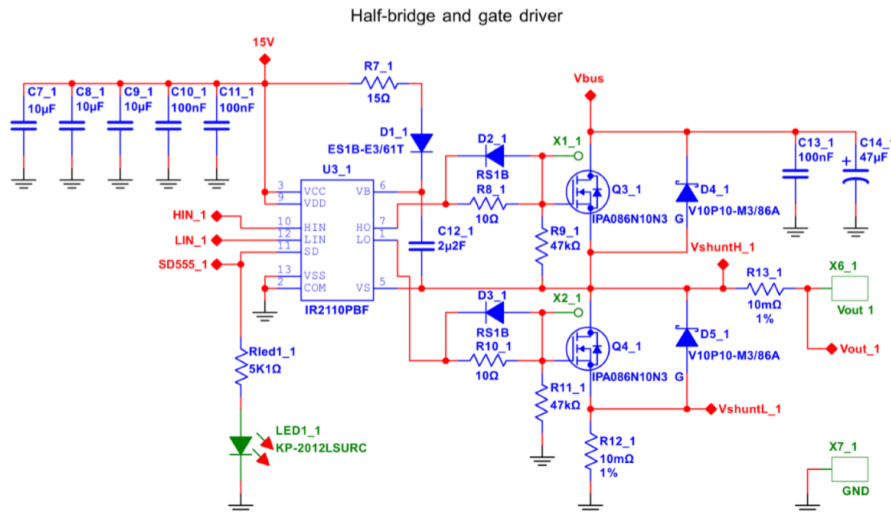 Half-bridge and gate driver
15V
C7_1
10µF
C8_1
10µF
C9_1
10µF
C10_1
100nF
C11_1
100nF
R7_1
15Ω
D1_1
ES1B-E3/61T
U3_1
3 VCC
9 VDD
10 HIN
12 LIN
11 SD
13 VSS
2 COM
VB 6
HO 7
LO 1
VS 5
IR2110PBF
HIN_1
LIN_1
SD555_1
Rled1_1
5K1Ω
LED1_1
KP-2012LSURC
C12_1
2µ2F
D2_1
RS1B
R8_1
10Ω
X1_1
R9_1
47kΩ
Vbus
Q3_1
IPA086N10N3 G
D4_1
V10P10-M3/86A
C13_1
100nF
C14_1
+
47µF
VshuntH_1
R13_1
10mΩ
1%
X6_1
Vout 1
Vout_1
D3_1
RS1B
R10_1
10Ω
X2_1
R11_1
47kΩ
Q4_1
IPA086N10N3 G
D5_1
V10P10-M3/86A
VshuntL_1
R12_1
10mΩ
1%
X7_1
GND